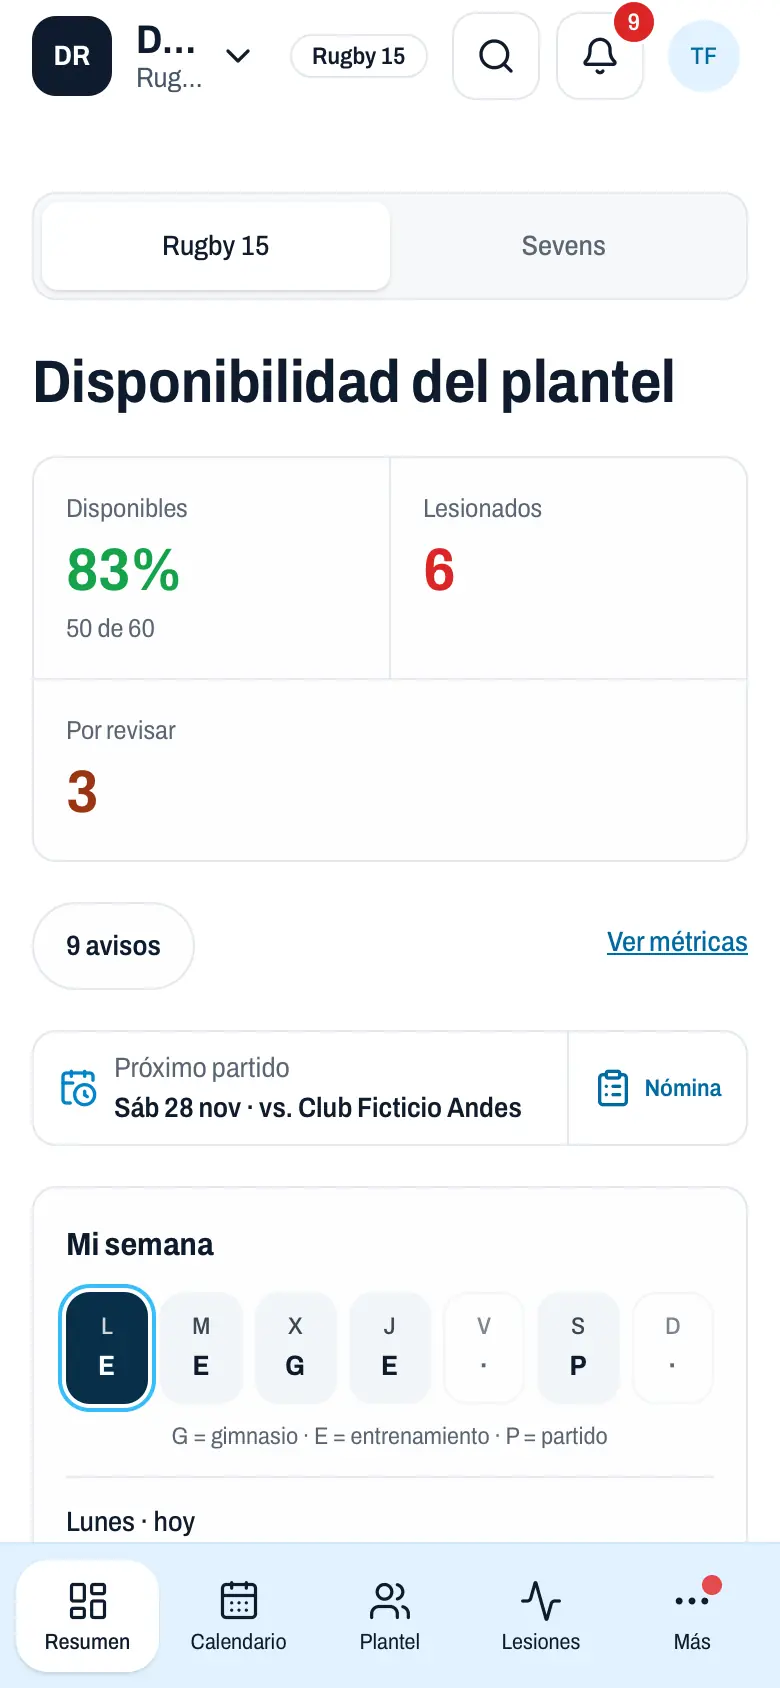 DR
D...
Rug...
Rugby 15
9
TF
Rugby 15
Sevens
Disponibilidad del plantel
Disponibles
83%
50 de 60
Lesionados
6
Por revisar
3
9 avisos
Ver métricas
Próximo partido
Sáb 28 nov · vs. Club Ficticio Andes
Nómina
Mi semana
L M X J V S D
E E G E · P ·
G = gimnasio · E = entrenamiento · P = partido
Lunes · hoy
Resumen
Calendario
Plantel
Lesiones
Más